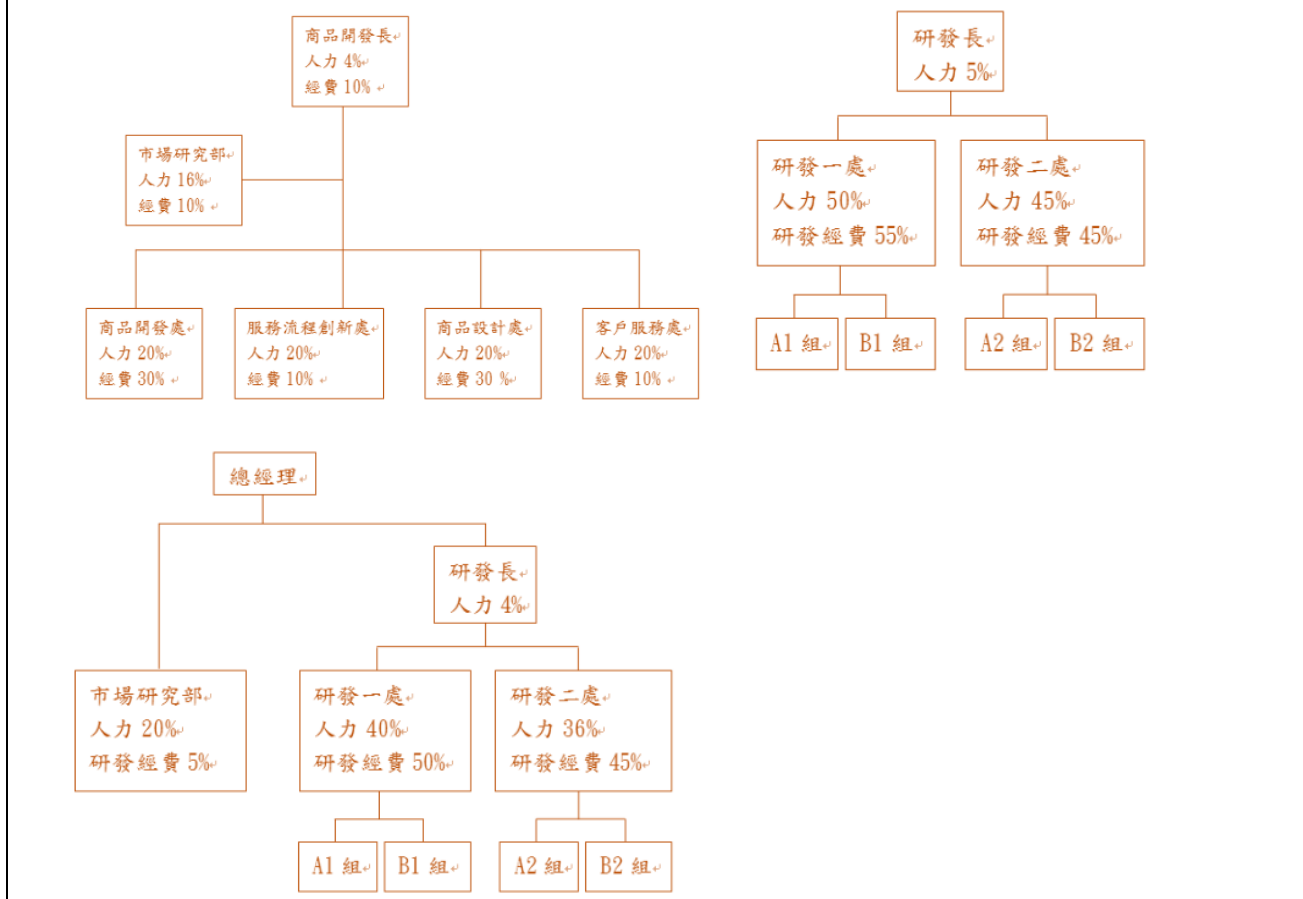 商品開發長
人力 4%
經費 10%
市場研究部
人力 16%
經費 10%
商品開發處
人力 20%
經費 30%
服務流程創新處
人力 20%
經費 10%
商品設計處
人力 20%
經費 30 %
客戶服務處
人力 20%
經費 10%
研發長
人力 5%
研發一處
人力 50%
研發經費 55%
研發二處
人力 45%
研發經費 45%
A1 組
B1 組
A2 組
B2 組
總經理
研發長
人力 4%
市場研究部
人力 20%
研發經費 5%
研發一處
人力 40%
研發經費 50%
研發二處
人力 36%
研發經費 45%
A1 組
B1 組
A2 組
B2 組